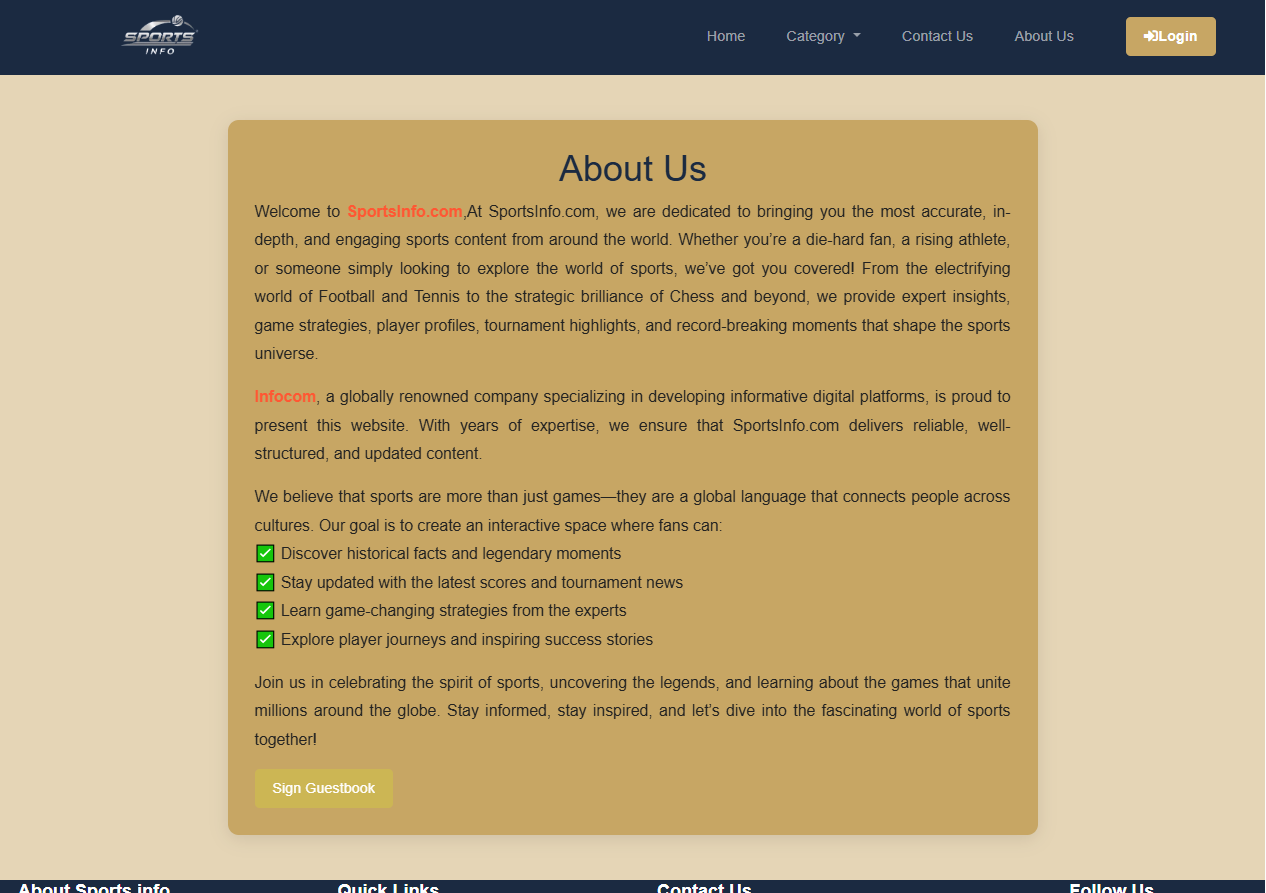 SPORTS
INFO
Home
Category
Contact Us
About Us
Login
About Us
Welcome to SportsInfo.com,At SportsInfo.com, we are dedicated to bringing you the most accurate, in-
depth, and engaging sports content from around the world. Whether you’re a die-hard fan, a rising athlete,
or someone simply looking to explore the world of sports, we’ve got you covered! From the electrifying
world of Football and Tennis to the strategic brilliance of Chess and beyond, we provide expert insights,
game strategies, player profiles, tournament highlights, and record-breaking moments that shape the sports
universe.
Infocom, a globally renowned company specializing in developing informative digital platforms, is proud to
present this website. With years of expertise, we ensure that SportsInfo.com delivers reliable, well-
structured, and updated content.
We believe that sports are more than just games—they are a global language that connects people across
cultures. Our goal is to create an interactive space where fans can:
✅ Discover historical facts and legendary moments
✅ Stay updated with the latest scores and tournament news
✅ Learn game-changing strategies from the experts
✅ Explore player journeys and inspiring success stories
Join us in celebrating the spirit of sports, uncovering the legends, and learning about the games that unite
millions around the globe. Stay informed, stay inspired, and let’s dive into the fascinating world of sports
together!
Sign Guestbook
About Sports info
Quick Links
Contact Us
Follow Us